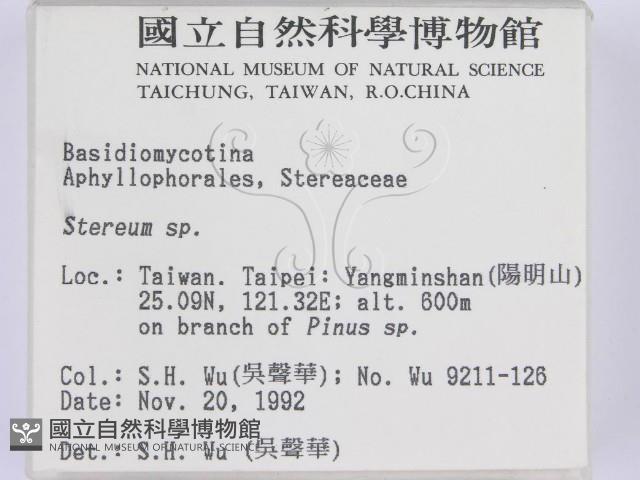 國立自然科學博物館
NATIONAL MUSEUM OF NATURAL SCIENCE
TAICHUNG, TAIWAN, R.O.CHINA
Basidiomycotina
Aphyllophorales, Stereaceae
Stereum sp.
Loc.: Taiwan. Taipei: Yangminshan(陽明山)
25.09N, 121.32E; alt. 600m
on branch of Pinus sp.
Col.: S.H. Wu(吳聲華); No. Wu 9211-126
Date: Nov. 20, 1992
國立自然科學博物館
NATIONAL MUSEUM OF NATURAL SCIENCE
Det.: S.H. Wu (吳聲華)